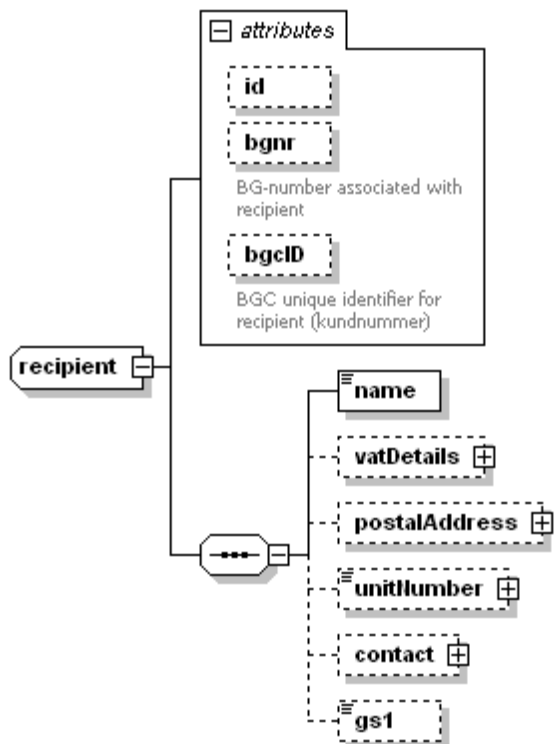 attributes
id
bgnr
BG-number associated with
recipient
bgcID
BGC unique identifier for
recipient (kundnummer)
recipient
name
vatDetails
postalAddress
unitNumber
contact
gs1